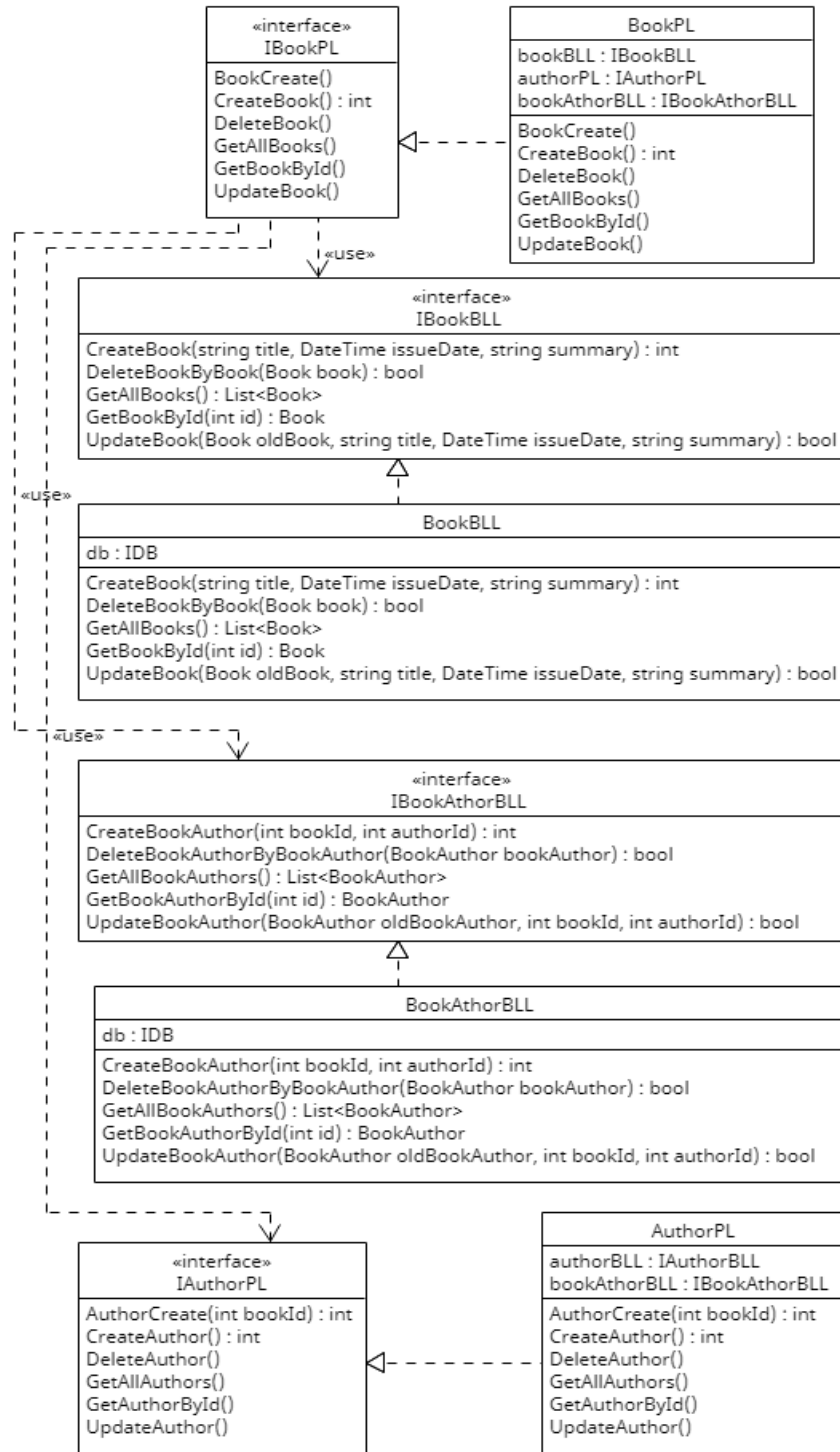 «interface»
IBookPL
BookCreate()
CreateBook() : int
DeleteBook()
GetAllBooks()
GetBookById()
UpdateBook()
BookPL
bookBLL : IBookBLL
authorPL : IAuthorPL
bookAthorBLL : IBookAthorBLL
BookCreate()
CreateBook() : int
DeleteBook()
GetAllBooks()
GetBookById()
UpdateBook()
«use»
«interface»
IBookBLL
CreateBook(string title, DateTime issueDate, string summary) : int
DeleteBookByBook(Book book) : bool
GetAllBooks() : List<Book>
GetBookById(int id) : Book
UpdateBook(Book oldBook, string title, DateTime issueDate, string summary) : bool
«use»
BookBLL
db : IDB
CreateBook(string title, DateTime issueDate, string summary) : int
DeleteBookByBook(Book book) : bool
GetAllBooks() : List<Book>
GetBookById(int id) : Book
UpdateBook(Book oldBook, string title, DateTime issueDate, string summary) : bool
«use»
«interface»
IBookAthorBLL
CreateBookAuthor(int bookId, int authorId) : int
DeleteBookAuthorByBookAuthor(BookAuthor bookAuthor) : bool
GetAllBookAuthors() : List<BookAuthor>
GetBookAuthorById(int id) : BookAuthor
UpdateBookAuthor(BookAuthor oldBookAuthor, int bookId, int authorId) : bool
BookAthorBLL
db : IDB
CreateBookAuthor(int bookId, int authorId) : int
DeleteBookAuthorByBookAuthor(BookAuthor bookAuthor) : bool
GetAllBookAuthors() : List<BookAuthor>
GetBookAuthorById(int id) : BookAuthor
UpdateBookAuthor(BookAuthor oldBookAuthor, int bookId, int authorId) : bool
«interface»
IAuthorPL
AuthorCreate(int bookId) : int
CreateAuthor() : int
DeleteAuthor()
GetAllAuthors()
GetAuthorById()
UpdateAuthor()
AuthorPL
authorBLL : IAuthorBLL
bookAthorBLL : IBookAthorBLL
AuthorCreate(int bookId) : int
CreateAuthor() : int
DeleteAuthor()
GetAllAuthors()
GetAuthorById()
UpdateAuthor()